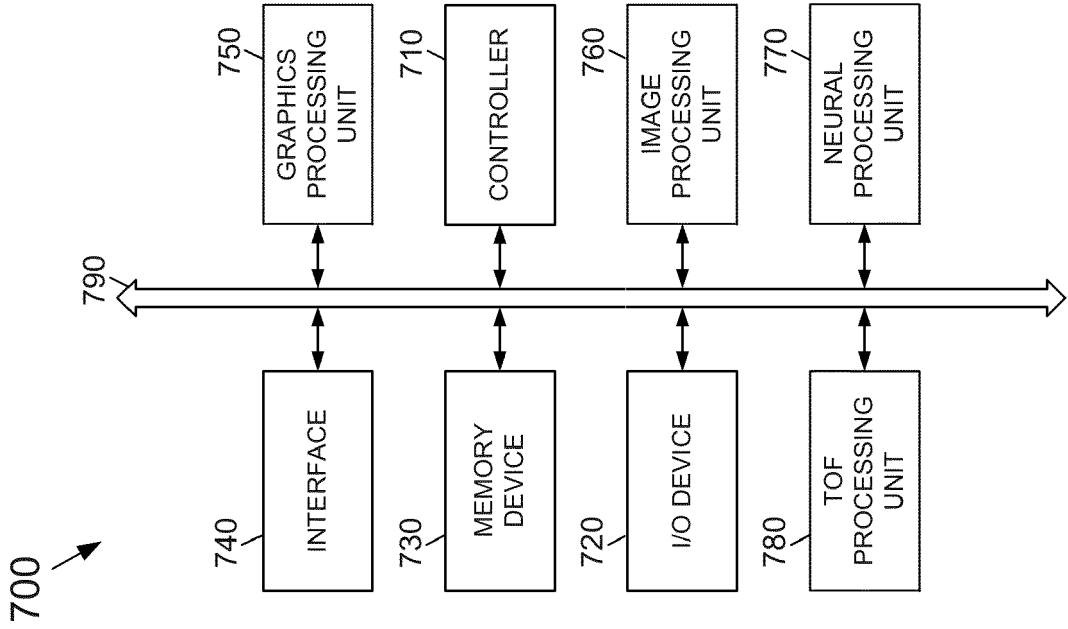 700
790
740
INTERFACE
750
GRAPHICS
PROCESSING
UNIT
730
MEMORY
DEVICE
710
CONTROLLER
720
I/O DEVICE
760
IMAGE
PROCESSING
UNIT
780
TOF
PROCESSING
UNIT
770
NEURAL
PROCESSING
UNIT